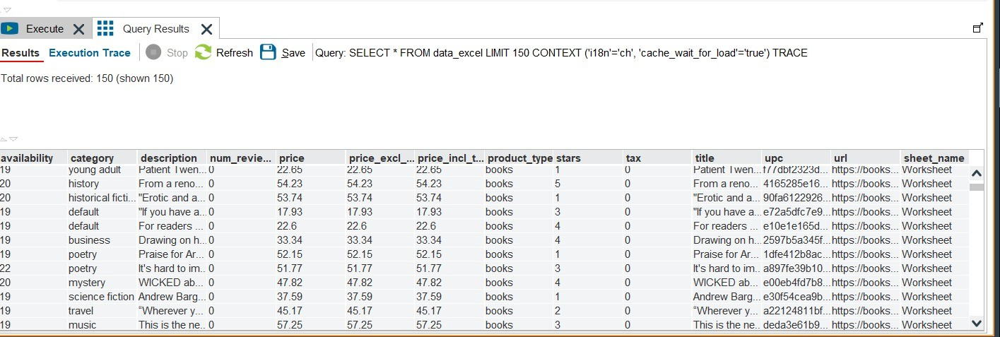 Execute Query Results
Results Execution Trace Stop Refresh Save Query: SELECT * FROM data_excel LIMIT 150 CONTEXT ('i18n'='ch', 'cache_wait_for_load'='true') TRACE
Total rows received: 150 (shown 150)
availability category description num_revie... price price_excl_... price_incl_t... product_type stars tax title upc url sheet_name
19 young adult Patient Twen... 0 22.65 22.65 22.65 books 1 0 Patient Twen... f77dbf2323d... https://books... Worksheet
20 history From a reno... 0 54.23 54.23 54.23 books 5 0 From a reno... 4165285e16... https://books... Worksheet
20 historical ficti... "Erotic and a... 0 53.74 53.74 53.74 books 1 0 "Erotic and a... 90fa6122926... https://books... Worksheet
19 default "If you have a... 0 17.93 17.93 17.93 books 3 0 "If you have a... e72a5dfc7e9... https://books... Worksheet
19 default For readers ... 0 22.6 22.6 22.6 books 4 0 For readers ... e10e1e165d... https://books... Worksheet
19 business Drawing on h... 0 33.34 33.34 33.34 books 4 0 Drawing on h... 2597b5a345f... https://books... Worksheet
19 poetry Praise for Ar... 0 52.15 52.15 52.15 books 1 0 Praise for Ar... 1dfe412b8ac... https://books... Worksheet
22 poetry It's hard to im... 0 51.77 51.77 51.77 books 3 0 It's hard to im... a897fe39b10... https://books... Worksheet
20 mystery WICKED ab... 0 47.82 47.82 47.82 books 4 0 WICKED ab... e00eb4fd7b8... https://books... Worksheet
19 science fiction Andrew Barg... 0 37.59 37.59 37.59 books 1 0 Andrew Barg... e30f54cea9b... https://books... Worksheet
19 travel “Wherever y... 0 45.17 45.17 45.17 books 2 0 “Wherever y... a22124811bf... https://books... Worksheet
19 music This is the ne... 0 57.25 57.25 57.25 books 3 0 This is the ne... deda3e61b9... https://books... Worksheet